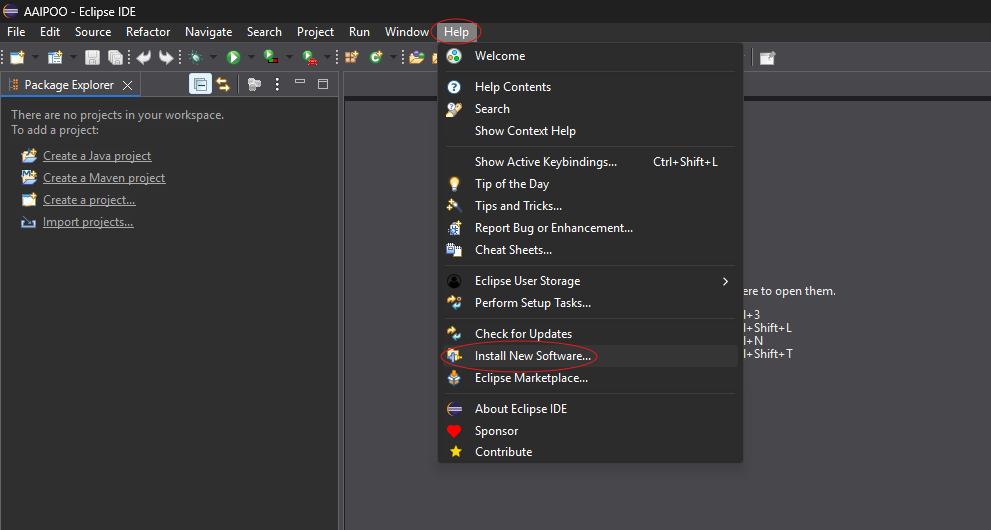 AAIPOO - Eclipse IDE
File Edit Source Refactor Navigate Search Project Run Window Help
Package Explorer
There are no projects in your workspace.
To add a project:
Create a Java project
Create a Maven project
Create a project...
Import projects...
Welcome
Help Contents
Search
Show Context Help
Show Active Keybindings... Ctrl+Shift+L
Tip of the Day
Tips and Tricks...
Report Bug or Enhancement...
Cheat Sheets...
Eclipse User Storage
Perform Setup Tasks...
Check for Updates
Install New Software...
Eclipse Marketplace...
About Eclipse IDE
Sponsor
Contribute
ere to open them.
l+3
l+Shift+L
l+N
l+Shift+T